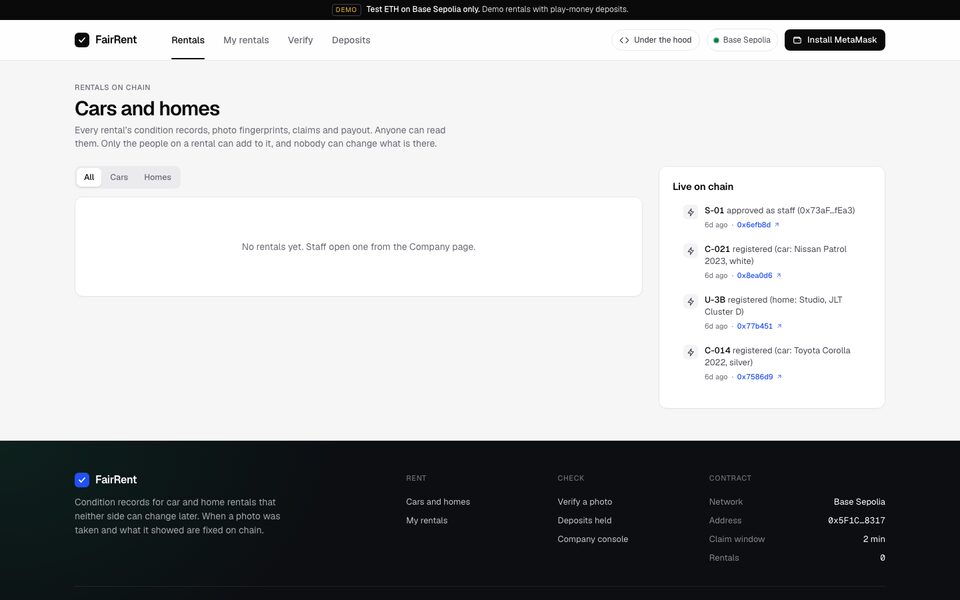 DEMO Test ETH on Base Sepolia only. Demo rentals with play-money deposits.
FairRent Rentals My rentals Verify Deposits Under the hood Base Sepolia Install MetaMask
RENTALS ON CHAIN
Cars and homes
Every rental's condition records, photo fingerprints, claims and payout. Anyone can read
them. Only the people on a rental can add to it, and nobody can change what is there.
All Cars Homes
No rentals yet. Staff open one from the Company page.
Live on chain
S-01 approved as staff (0x73aF…fEa3)
6d ago · 0x6efb8d ↗
C-021 registered (car: Nissan Patrol
2023, white)
6d ago · 0x8ea0d6 ↗
U-3B registered (home: Studio, JLT
Cluster D)
6d ago · 0x77b451 ↗
C-014 registered (car: Toyota Corolla
2022, silver)
6d ago · 0x7586d9 ↗
FairRent
Condition records for car and home rentals that
neither side can change later. When a photo was
taken and what it showed are fixed on chain.
RENT
Cars and homes
My rentals
CHECK
Verify a photo
Deposits held
Company console
CONTRACT
Network Base Sepolia
Address 0x5F1C…8317
Claim window 2 min
Rentals 0